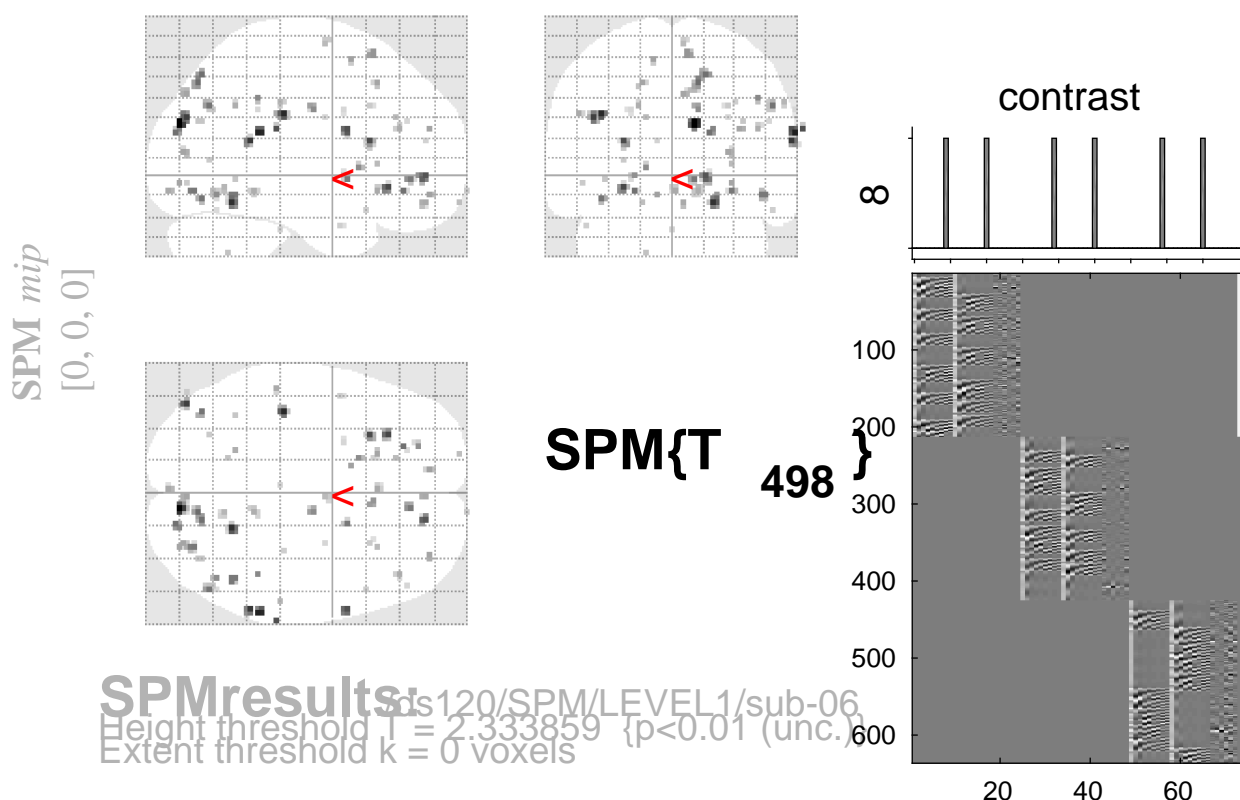 SPM mip
[0, 0, 0]
<
<
<
SPM{T498}
contrast
8
100
200
300
400
500
600
20
40
60
SPMresults: /ds120/SPM/LEVEL1/sub-06
Height threshold T = 2.333859 {p<0.01 (unc.)}
Extent threshold k = 0 voxels